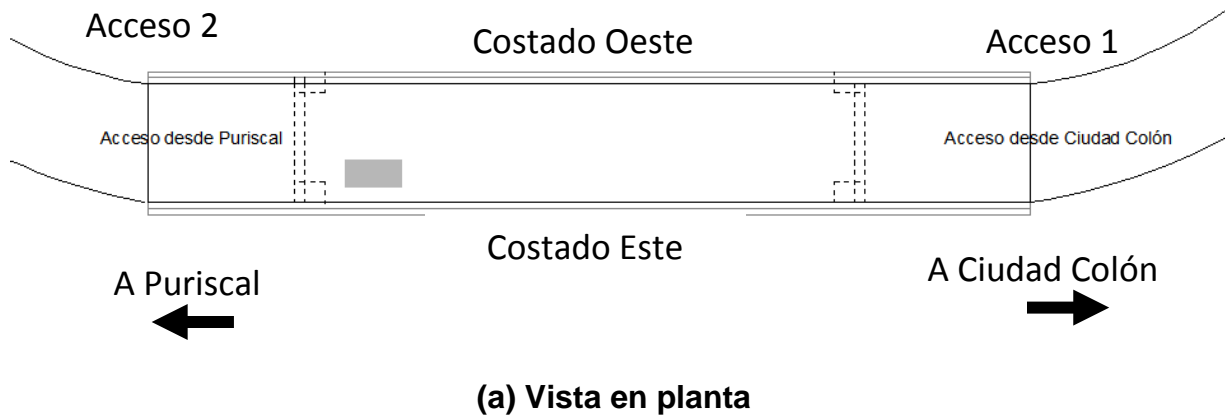 Acceso 2
Costado Oeste
Acceso 1
Acceso desde Puriscal
Acceso desde Ciudad Colón
Costado Este
A Puriscal
A Ciudad Colón
(a) Vista en planta